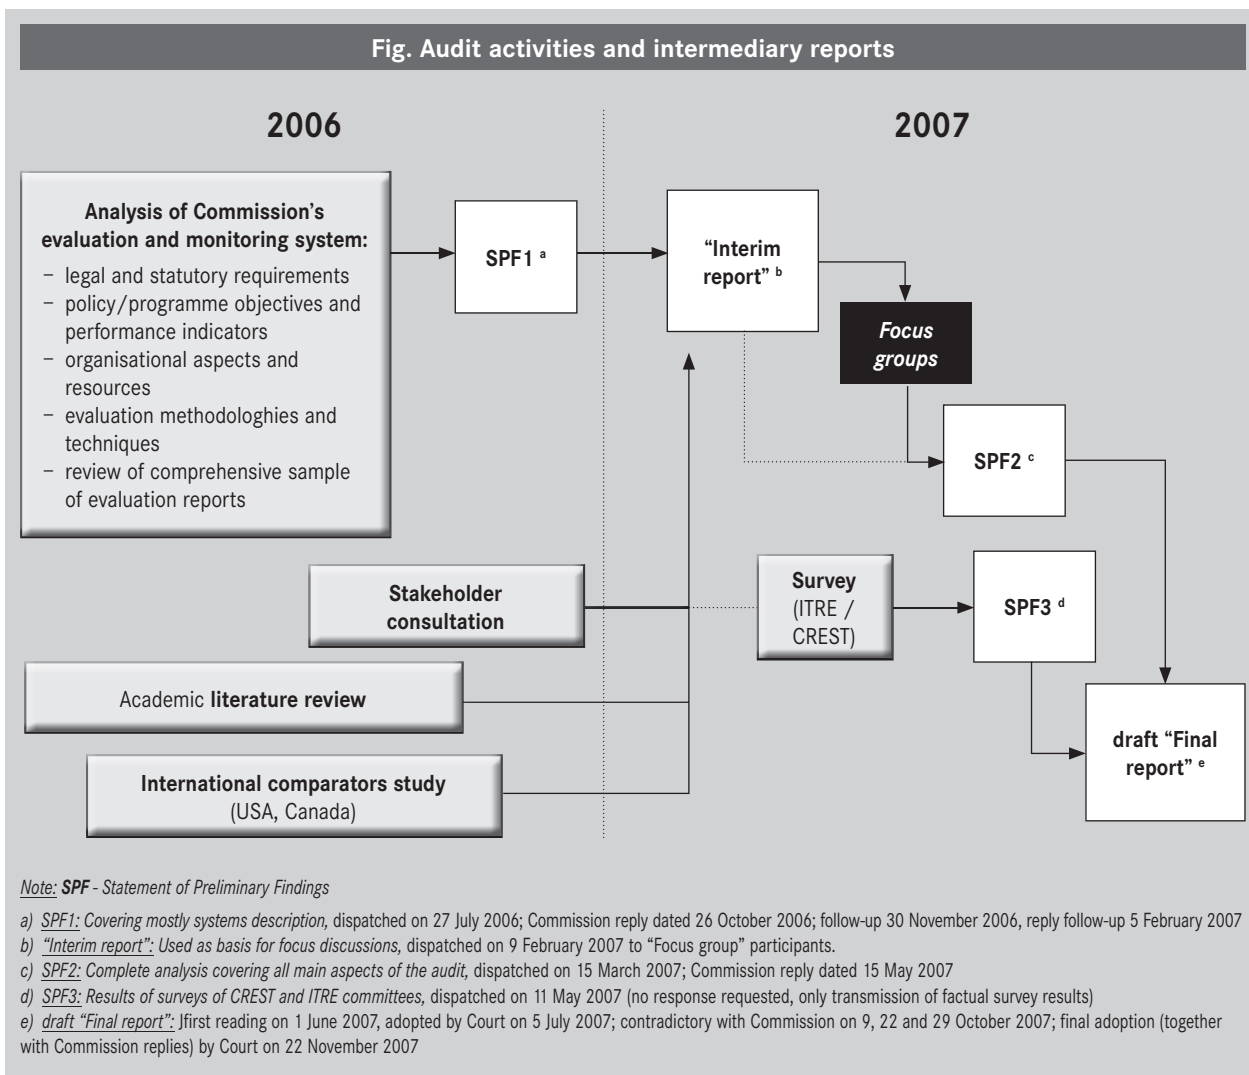 Fig. Audit activities and intermediary reports
2006
2007
Analysis of Commission's
evaluation and monitoring system:
– legal and statutory requirements
– policy/programme objectives and
performance indicators
– organisational aspects and
resources
– evaluation methodologhies and
techniques
– review of comprehensive sample
of evaluation reports
SPF1 a
“Interim
report” b
Focus
groups
SPF2 c
Stakeholder
consultation
Survey
(ITRE /
CREST)
SPF3 d
Academic literature review
draft “Final
report” e
International comparators study
(USA, Canada)
Note: SPF - Statement of Preliminary Findings
a) SPF1: Covering mostly systems description, dispatched on 27 July 2006; Commission reply dated 26 October 2006; follow-up 30 November 2006, reply follow-up 5 February 2007
b) “Interim report”: Used as basis for focus discussions, dispatched on 9 February 2007 to “Focus group” participants.
c) SPF2: Complete analysis covering all main aspects of the audit, dispatched on 15 March 2007; Commission reply dated 15 May 2007
d) SPF3: Results of surveys of CREST and ITRE committees, dispatched on 11 May 2007 (no response requested, only transmission of factual survey results)
e) draft “Final report”: Jfirst reading on 1 June 2007, adopted by Court on 5 July 2007; contradictory with Commission on 9, 22 and 29 October 2007; final adoption (together
with Commission replies) by Court on 22 November 2007